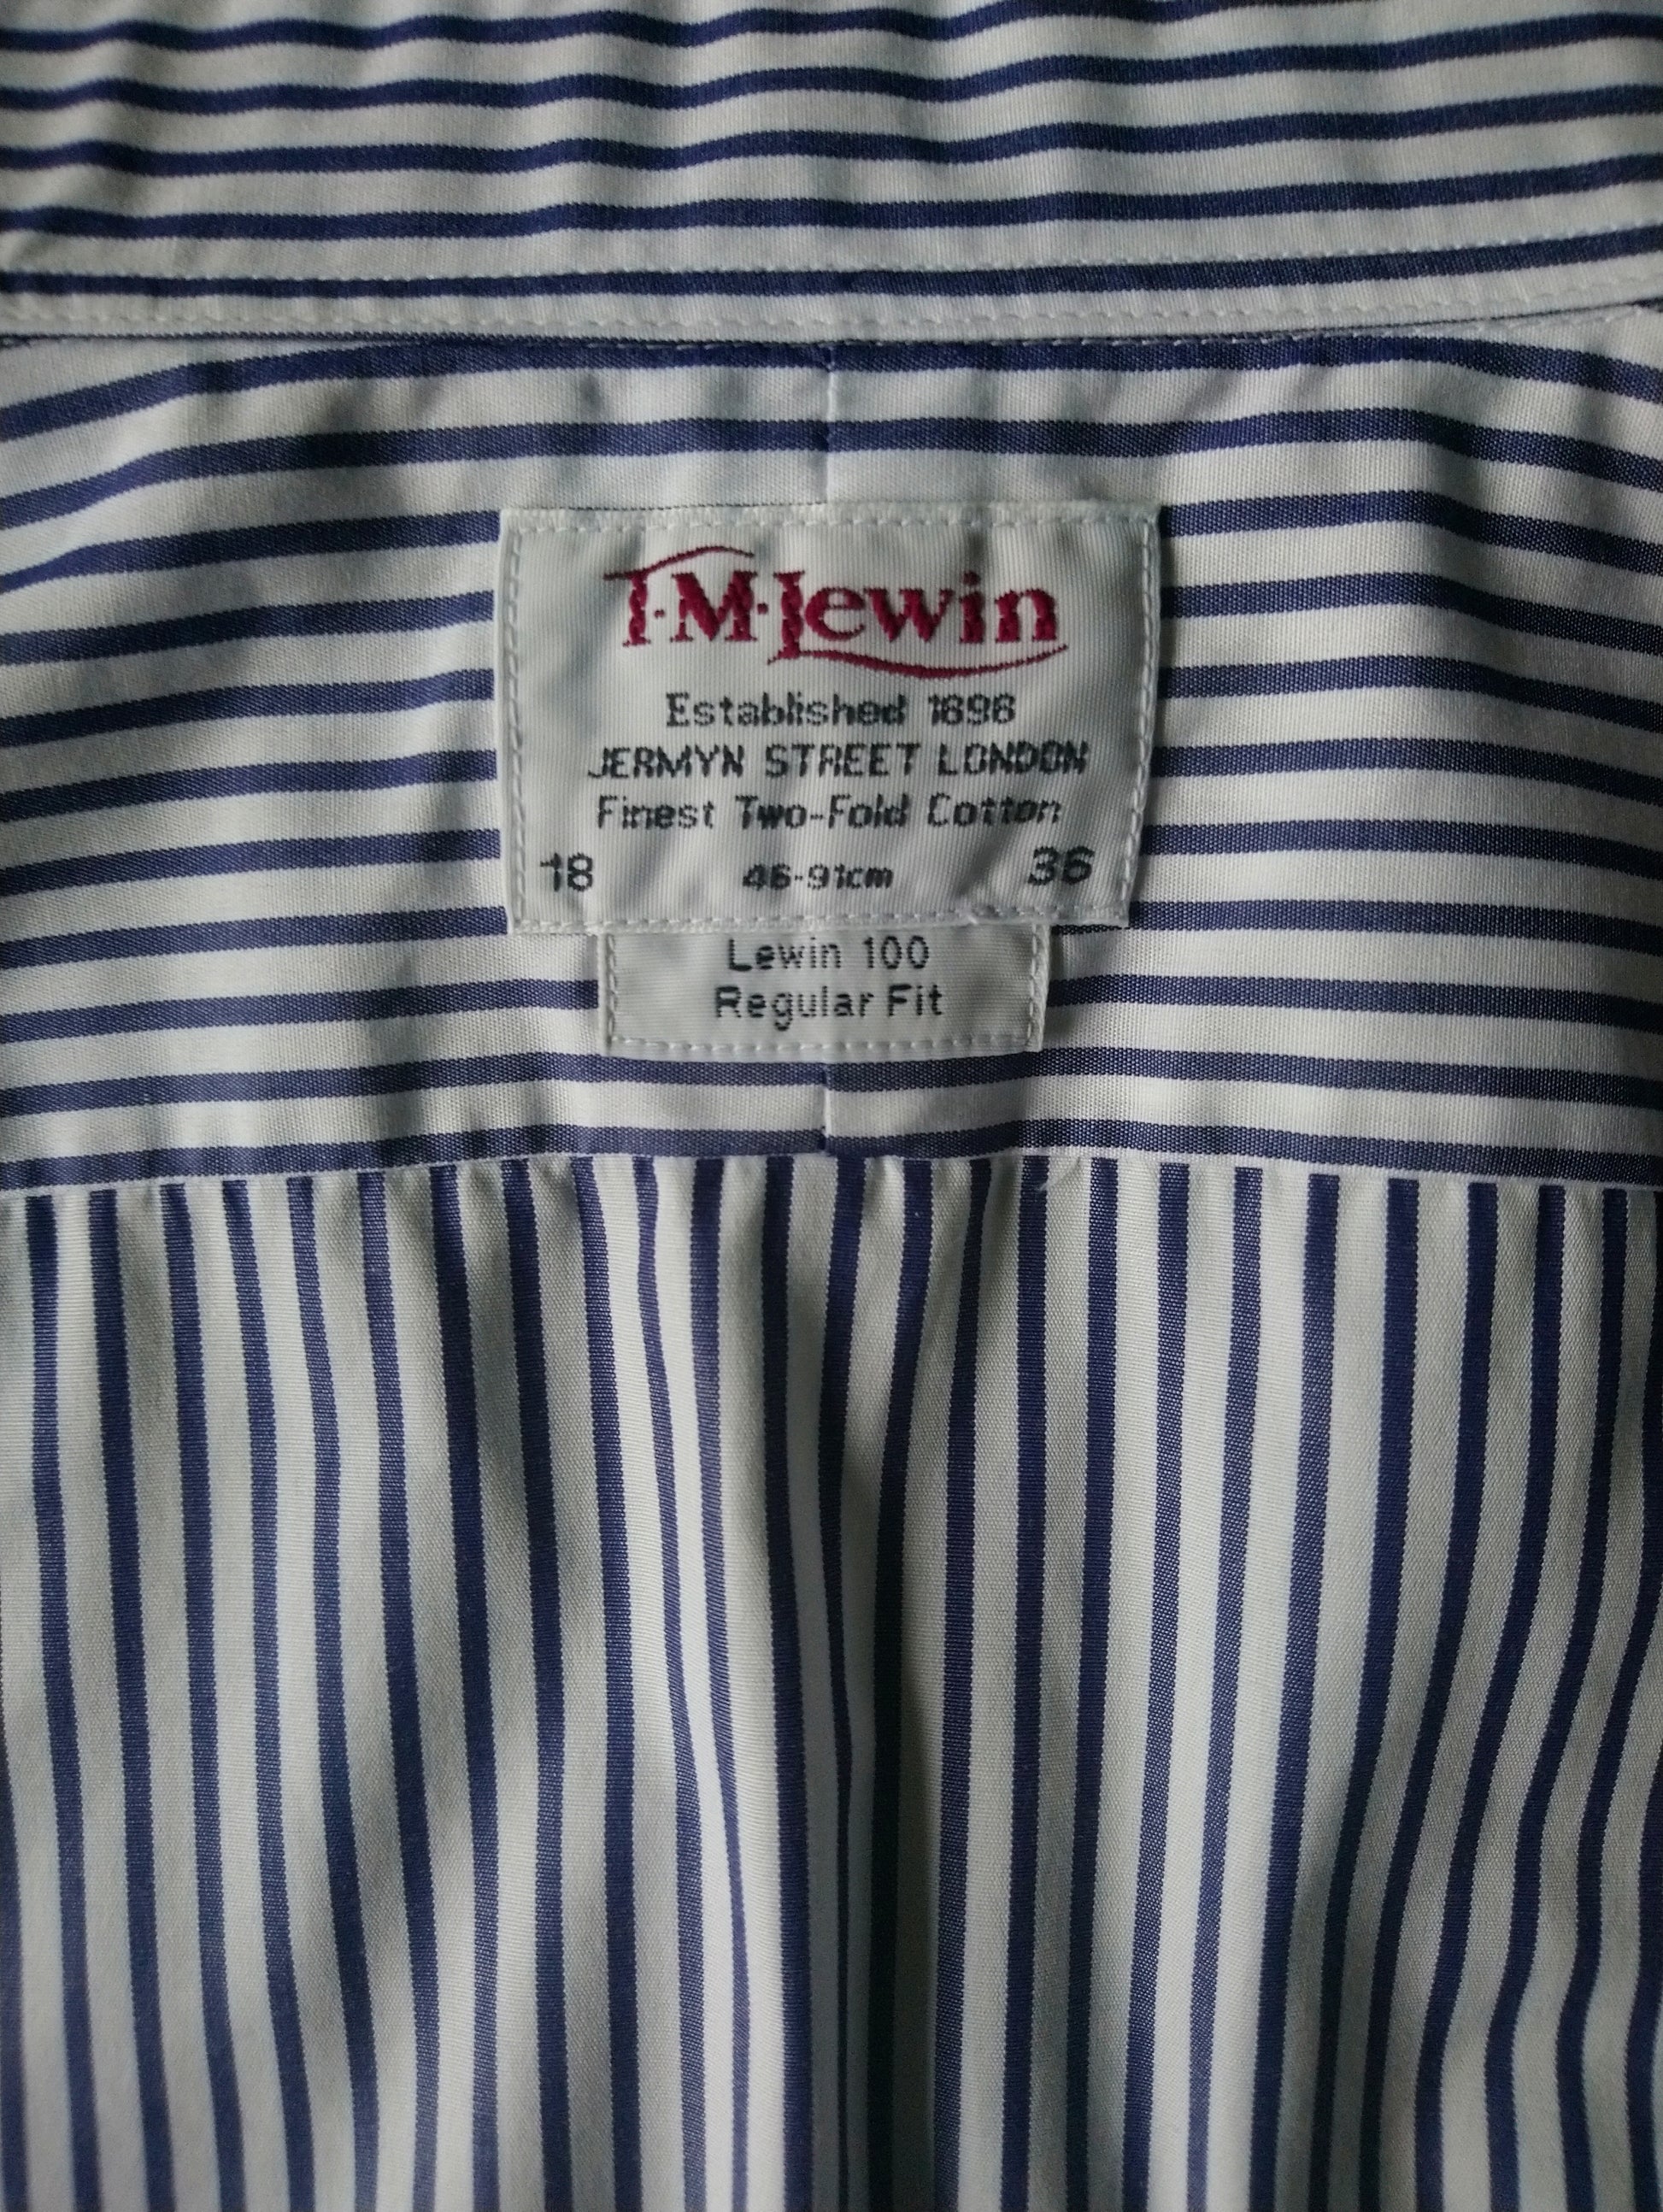 T·M·Lewin
Established 1898
JERMYN STREET LONDON
Finest Two-Fold Cotton
18 46-91cm 36
Lewin 100
Regular Fit